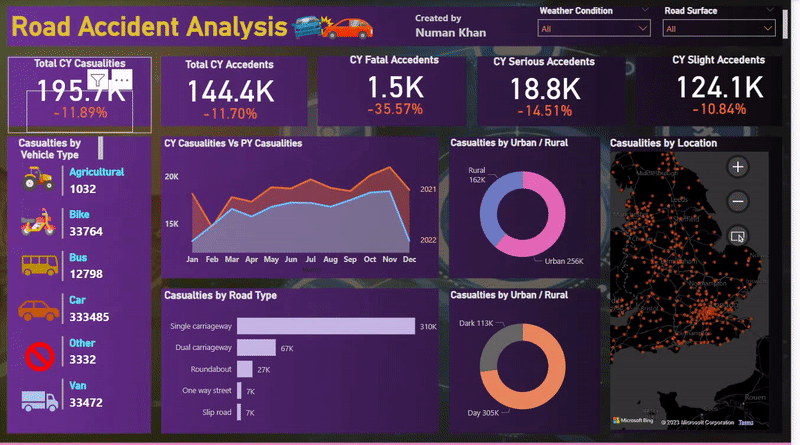 Road Accident Analysis
Created by
Numan Khan
Weather Condition
All
Road Surface
All
Total CY Casualities
195.7K
-11.89%
Total CY Accedents
144.4K
-11.70%
CY Fatal Accedents
1.5K
-35.57%
CY Serious Accedents
18.8K
-14.51%
CY Slight Accedents
124.1K
-10.84%
Casualties by
Vehicle Type
Agricultural
1032
Bike
33764
Bus
12798
Car
333485
Other
3332
Van
33472
CY Casualities Vs PY Casualities
20K
15K
2021
2022
Jan Feb Mar Apr May Jun Jul Aug Sep Oct Nov Dec
Casualties by Road Type
Single carriageway 310K
Dual carriageway 67K
Roundabout 27K
One way street 7K
Slip road 7K
Casualties by Urban / Rural
Rural
162K
Urban 256K
Casualties by Urban / Rural
Dark 113K
Day 305K
Casualties by Location
Leeds
Rouen
Microsoft Bing
© 2023 Microsoft Corporation Terms